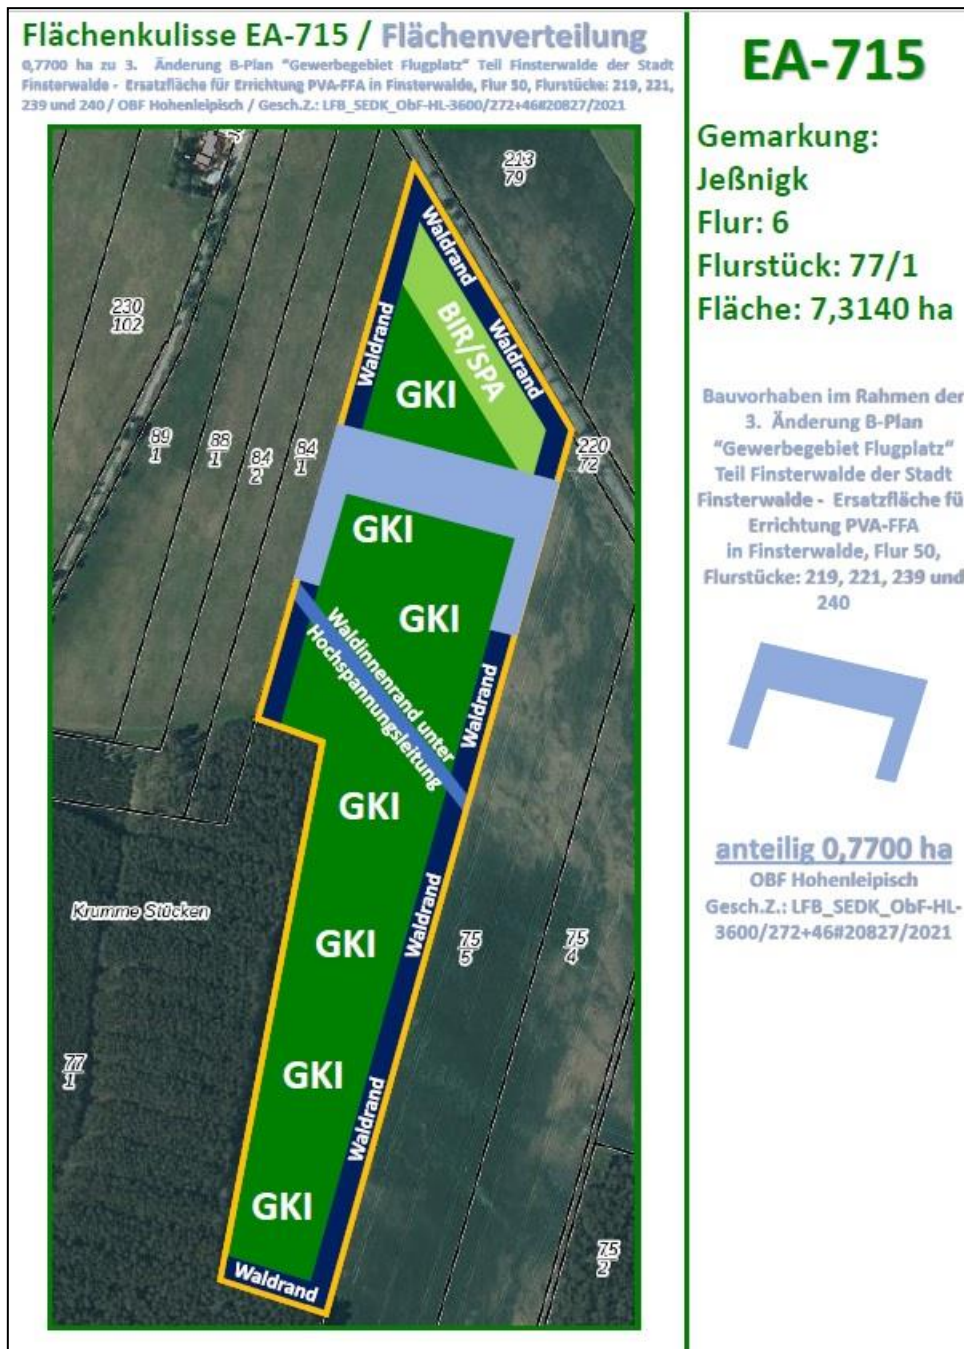 Flächenkulisse EA-715 / Flächenverteilung
0,7700 ha zu 3. Änderung B-Plan "Gewerbegebiet Flugplatz" Teil Finsterwalde der Stadt
Finsterwalde - Ersatzfläche für Errichtung PVA-FFA in Finsterwalde, Flur 50, Flurstücke: 219, 221,
239 und 240 / OBF Hohenleipisch / Gesch.Z.: LFB_SEDK_ObF-HL-3600/272+46#20827/2021
213
79
230
102
89
1
88
1
84
2
84
1
220
72
Waldrand
Waldrand
Waldrand
BIR/SPA
GKI
GKI
GKI
Waldinnenrand unter
Hochspannungsleitung
Waldrand
GKI
Krumme Stücken
Waldrand
GKI
75
5
75
4
77
1
GKI
Waldrand
GKI
75
2
Waldrand
EA-715
Gemarkung:
Jeßnigk
Flur: 6
Flurstück: 77/1
Fläche: 7,3140 ha
Bauvorhaben im Rahmen der
3. Änderung B-Plan
"Gewerbegebiet Flugplatz"
Teil Finsterwalde der Stadt
Finsterwalde - Ersatzfläche fü
Errichtung PVA-FFA
in Finsterwalde, Flur 50,
Flurstücke: 219, 221, 239 und
240
anteilig 0,7700 ha
OBF Hohenleipisch
Gesch.Z.: LFB_SEDK_ObF-HL-
3600/272+46#20827/2021